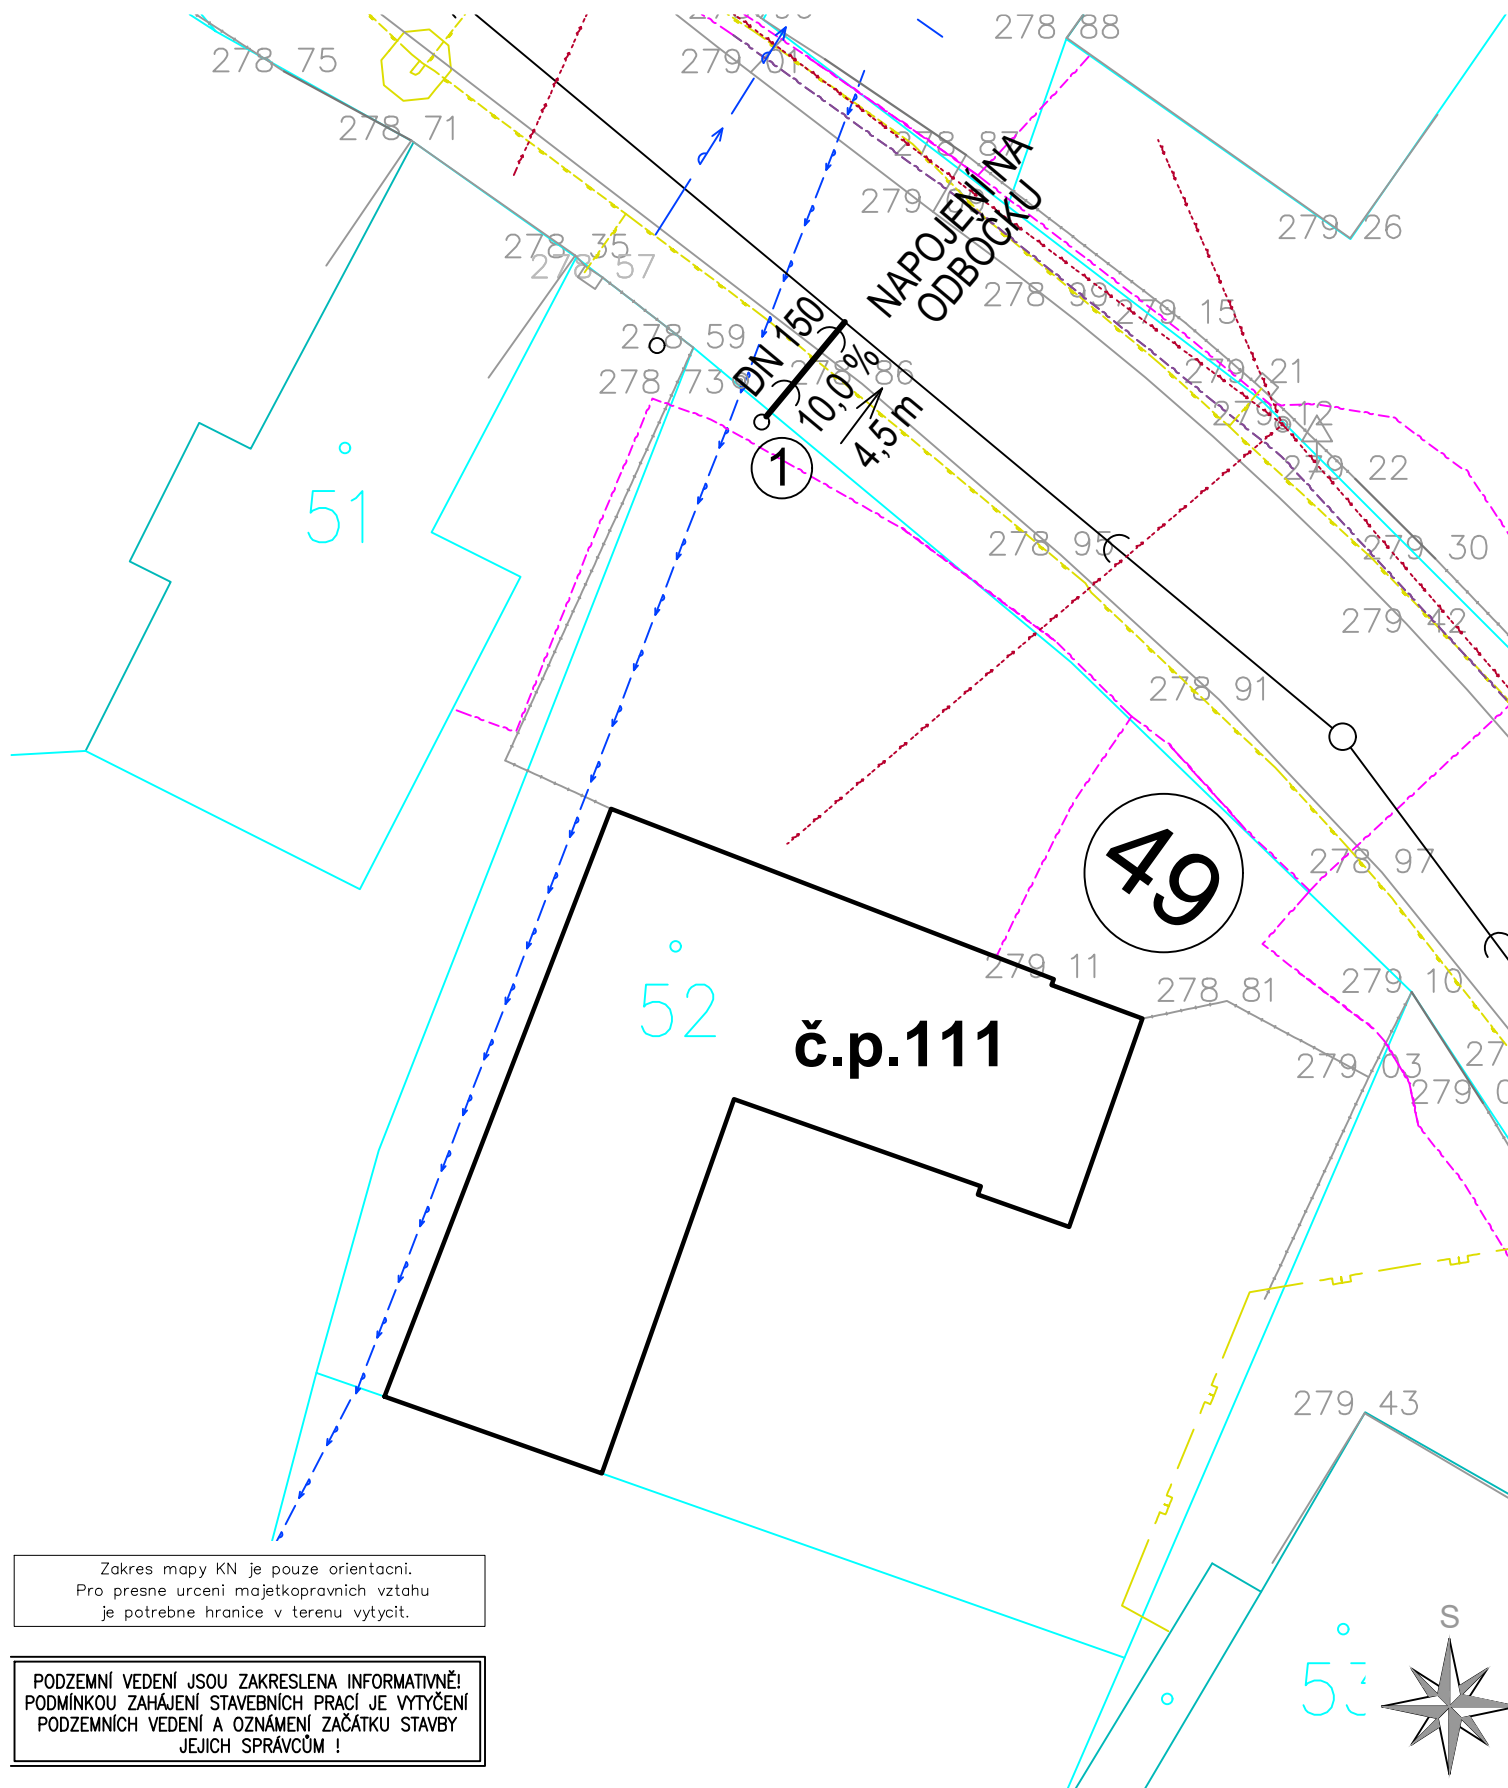 278 88
278 75
279 01
278 71
278 87
NAPOJENÍ NA
ODBOČKU
279 26
278 35
278 57
278 99
279 15
278 59
DN 150
278 73
278 86
10,0 %
4,5 m
279 21
279 12
1
279 22
51
278 95
279 30
279 42
278 91
49
278 97
279 11
279 10
278 81
52
č.p.111
279 03
279 43
Zakres mapy KN je pouze orientacni.
Pro presne urceni majetkopravnich vztahu
je potrebne hranice v terenu vytycit.
S
53
PODZEMNÍ VEDENÍ JSOU ZAKRESLENA INFORMATIVNĚ!
PODMÍNKOU ZAHÁJENÍ STAVEBNÍCH PRACÍ JE VYTYČENÍ
PODZEMNÍCH VEDENÍ A OZNÁMENÍ ZAČÁTKU STAVBY
JEJICH SPRÁVCŮM !